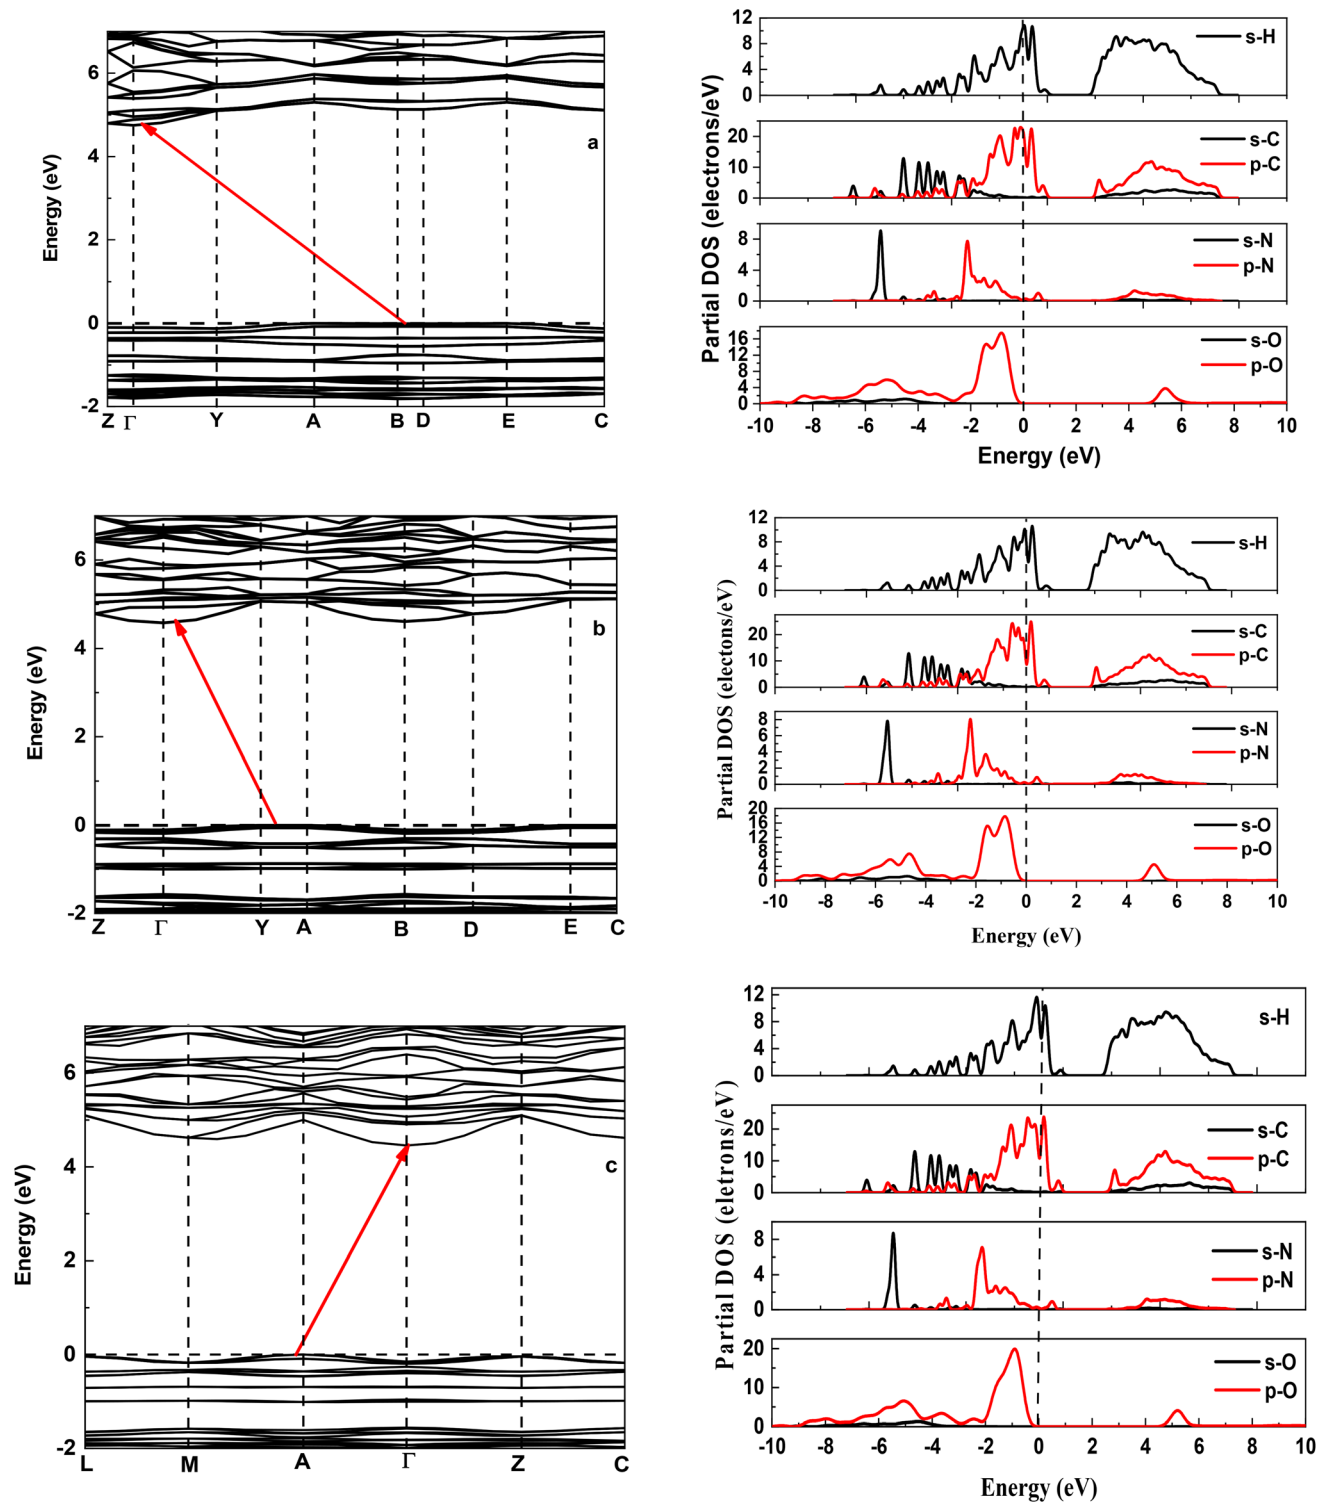 6
4
2
0
-2
Energy (eV)
a
Z Γ Y A B D E C
12
8
4
0
s-H
20
10
0
s-C
p-C
8
4
0
s-N
p-N
16
12
8
4
0
s-O
p-O
Partial DOS (electrons/eV)
-10 -8 -6 -4 -2 0 2 4 6 8 10
Energy (eV)
6
4
2
0
-2
Energy (eV)
b
Z Γ Y A B D E C
12
8
4
0
s-H
20
10
0
s-C
p-C
8
6
4
2
0
s-N
p-N
20
16
12
8
4
0
s-O
p-O
Partial DOS (electons/eV)
-10 -8 -6 -4 -2 0 2 4 6 8 10
Energy (eV)
6
4
2
0
-2
Energy (eV)
c
L M A Γ Z C
12
8
4
0
s-H
20
10
0
s-C
p-C
8
4
0
s-N
p-N
20
10
0
s-O
p-O
Partial DOS (eletrons/eV)
-10 -8 -6 -4 -2 0 2 4 6 8 10
Energy (eV)